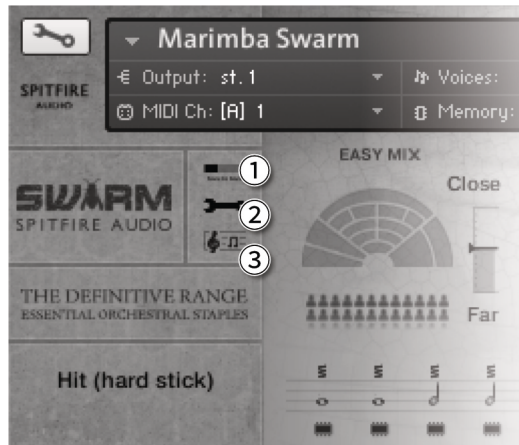 Marimba Swarm
Output: st. 1
Voices:
MIDI Ch: [A] 1
Memory:
SPITFIRE
AUDIO
EASY MIX
Close
Far
1
2
3
SWARM
SPITFIRE AUDIO
THE DEFINITIVE RANGE
ESSENTIAL ORCHESTRAL STAPLES
Hit (hard stick)